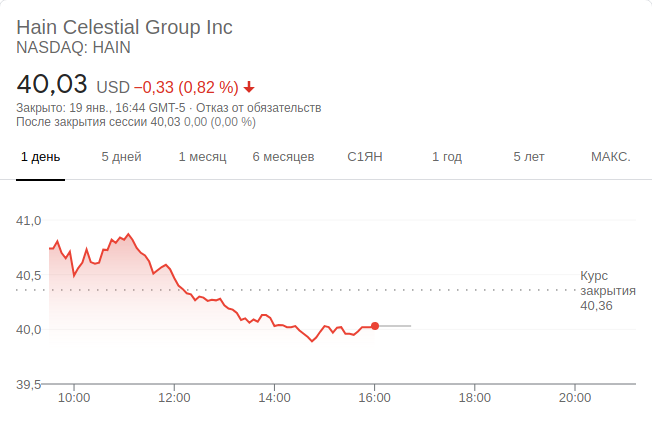 Hain Celestial Group Inc
NASDAQ: HAIN
40,03 USD −0,33 (0,82 %)
Закрыто: 19 янв., 16:44 GMT-5 · Отказ от обязательств
После закрытия сессии 40,03 0,00 (0,00 %)
1 день 5 дней 1 месяц 6 месяцев С1ЯН 1 год 5 лет МАКС.
41,0
40,5
Курс
закрытия
40,36
40,0
39,5
10:00 12:00 14:00 16:00 18:00 20:00